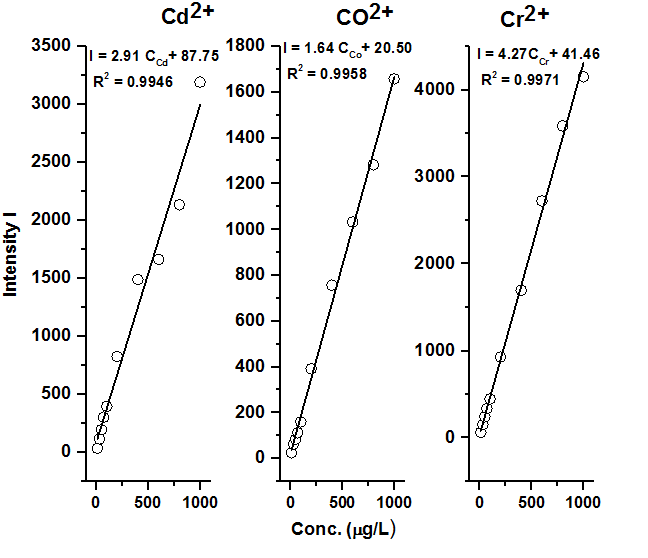 Cd2+
CO2+
Cr2+
I = 2.91 CCd+ 87.75
R2 = 0.9946
I = 1.64 CCo+ 20.50
R2 = 0.9958
I = 4.27CCr+ 41.46
R2 = 0.9971
Intensity I
3500
3000
2500
2000
1500
1000
500
0
0
500
1000
1800
1600
1400
1200
1000
800
600
400
200
0
0
500
1000
4000
3000
2000
1000
0
0
500
1000
Conc. (μg/L)